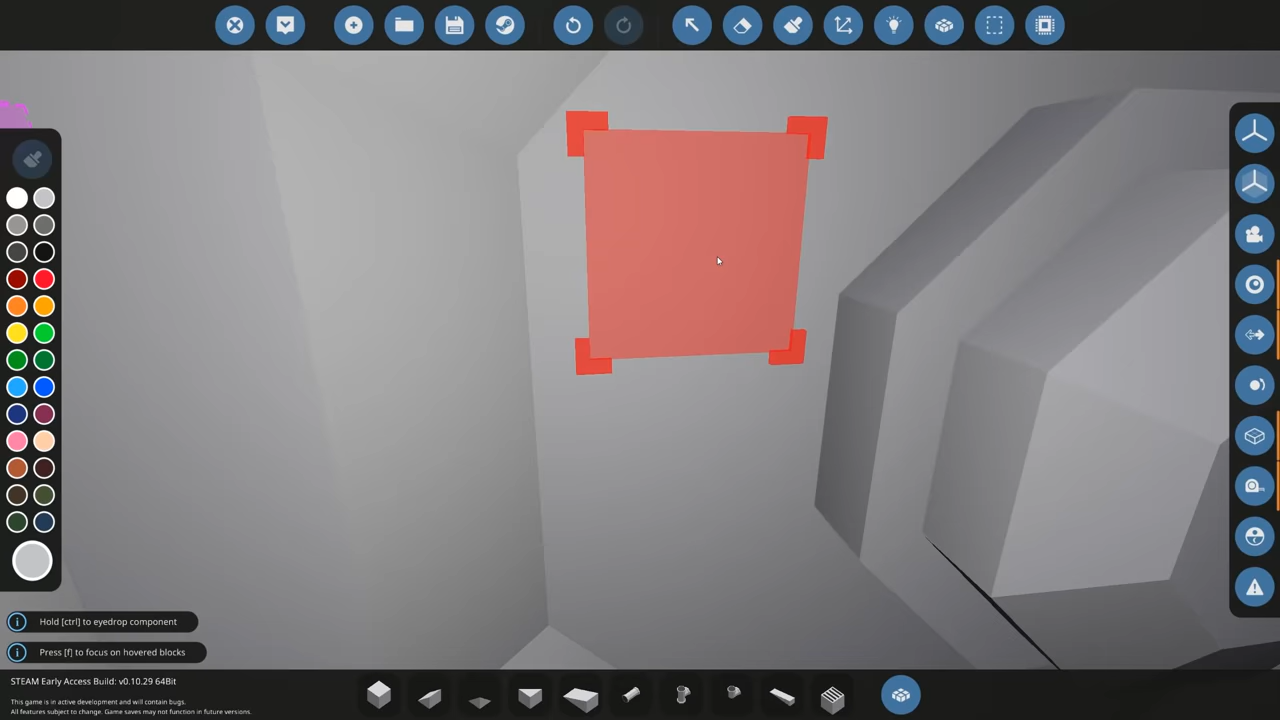 Hold [ctrl] to eyedrop component
Press [f] to focus on hovered blocks
STEAM Early Access Build: v0.10.29 64Bit
This game is in active development and will contain bugs.
All features subject to change. Game saves may not function in future versions.